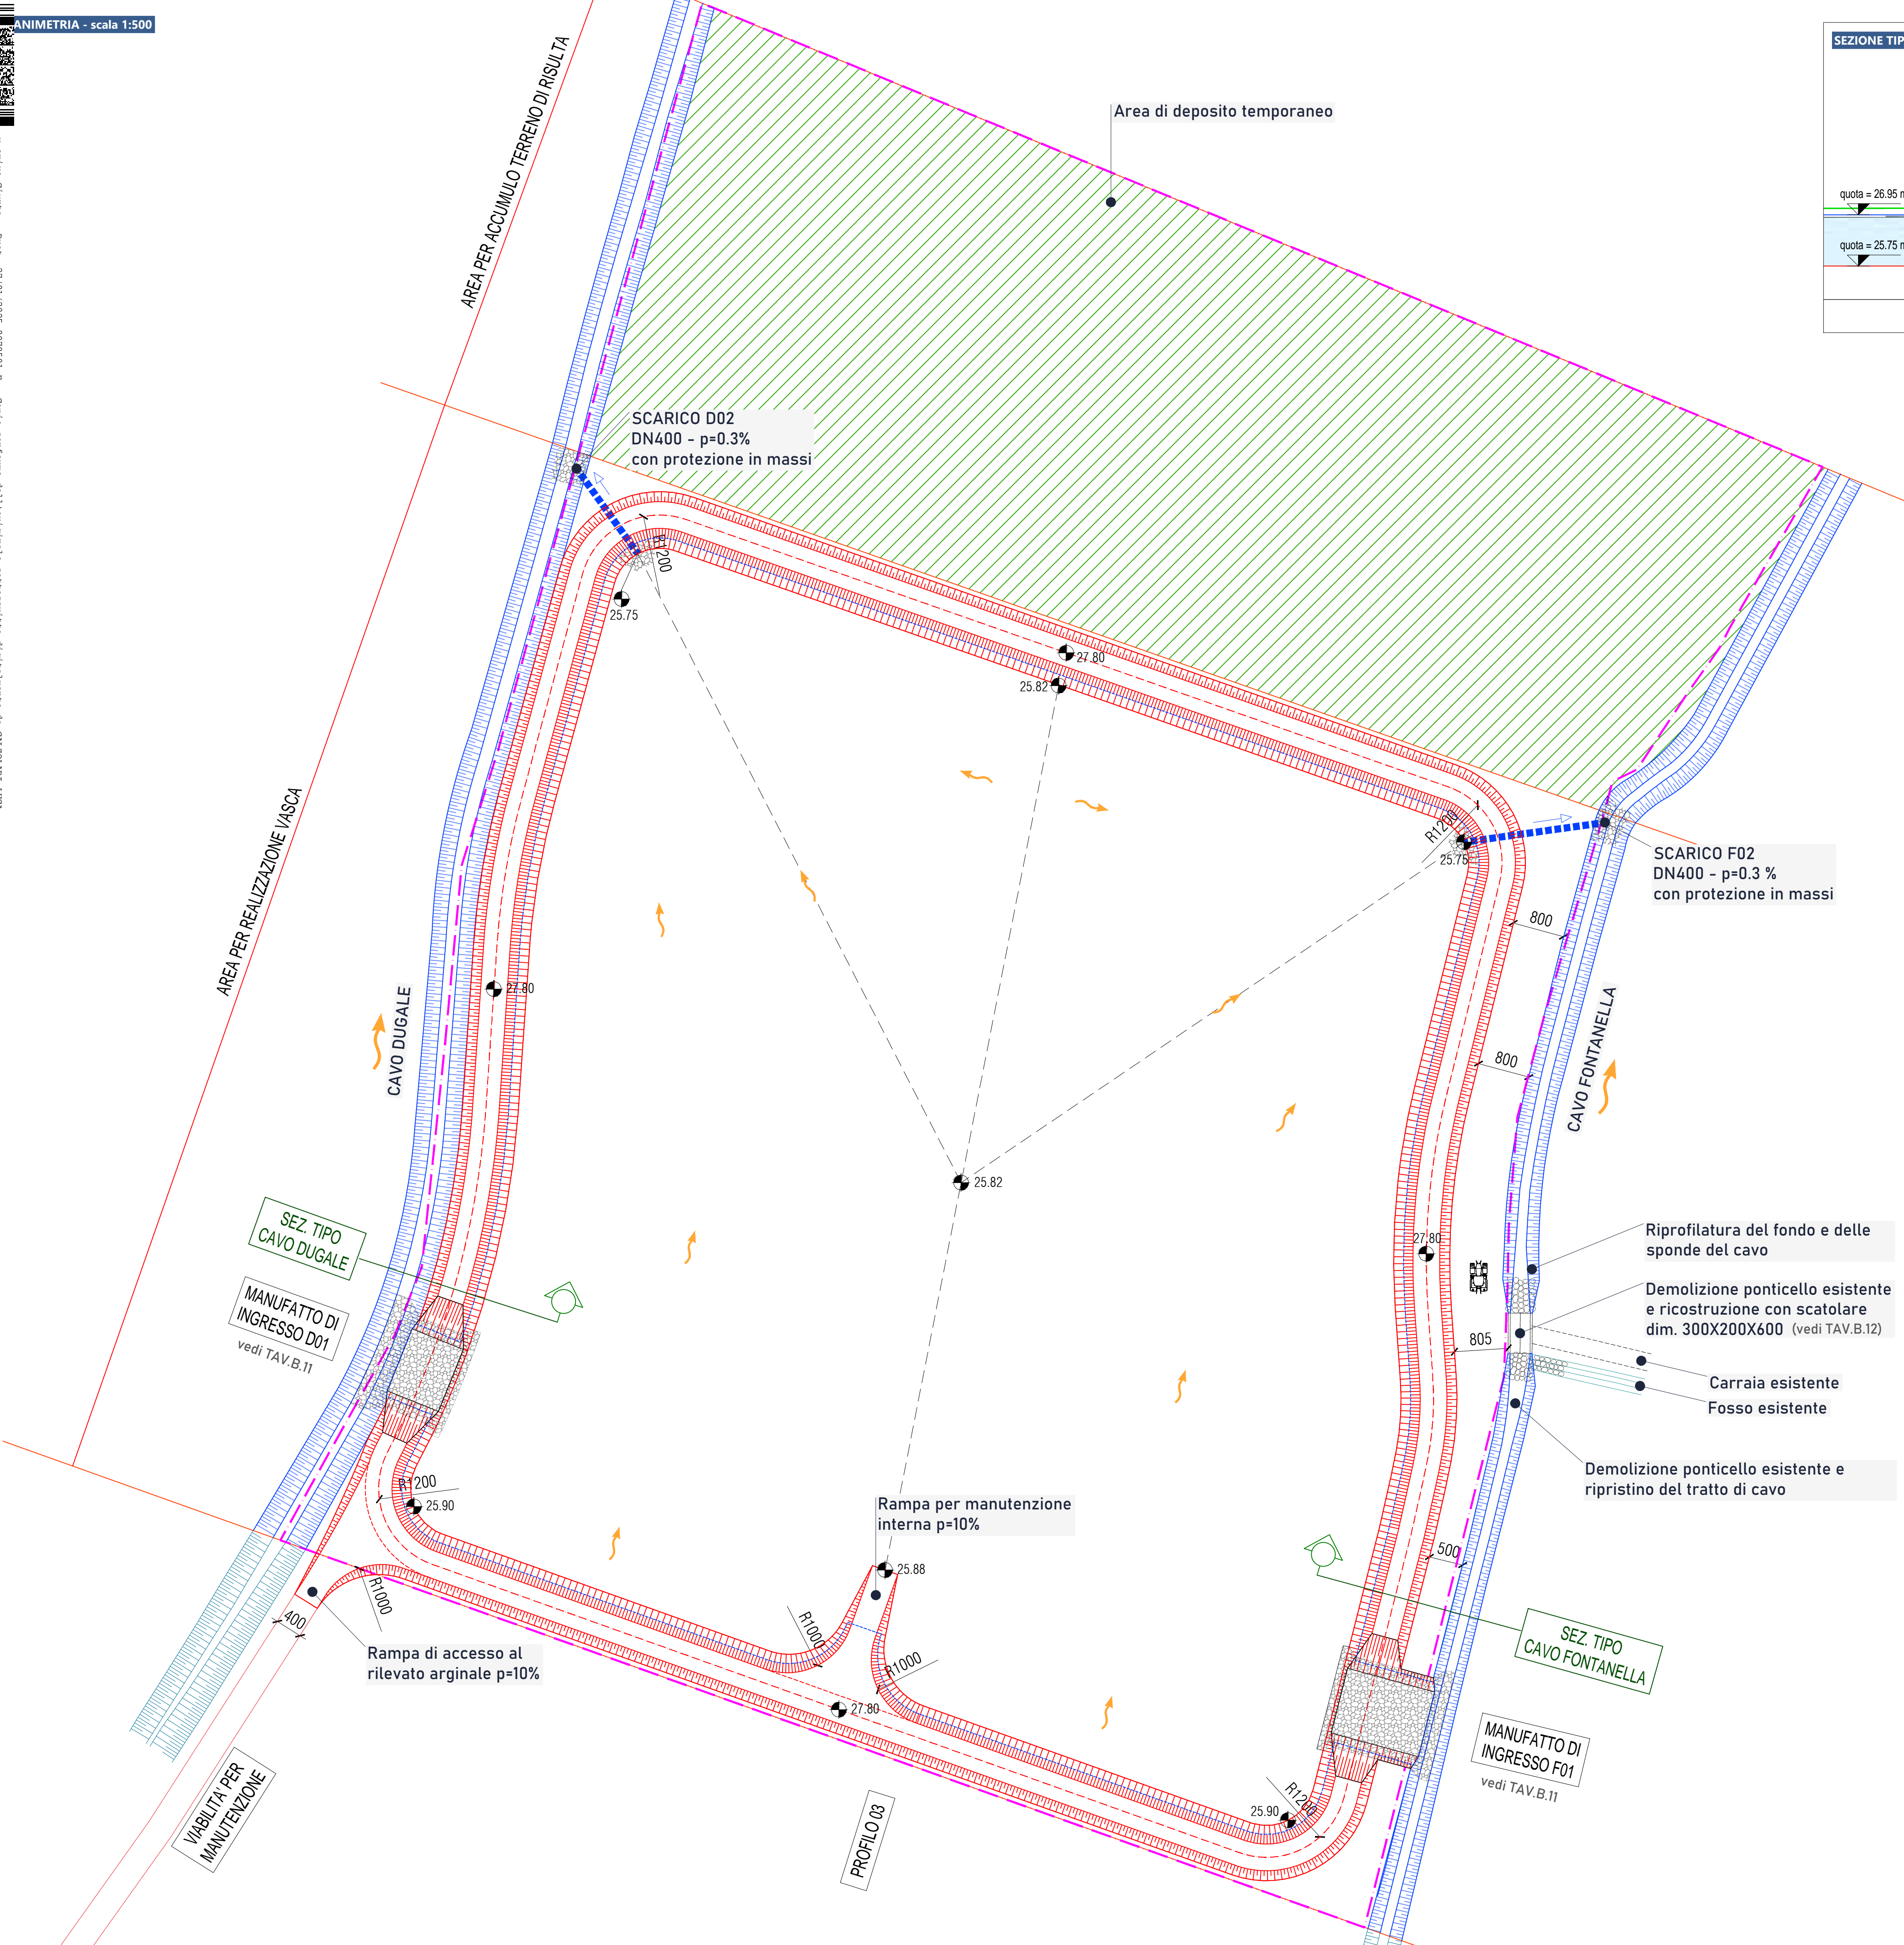 ANIMETRIA - scala 1:500
SEZIONE TIP
quota = 26.95 m
quota = 25.75 m
AREA PER ACCUMULO TERRENO DI RISULTA
Area di deposito temporaneo
SCARICO D02
DN400 - p=0.3%
con protezione in massi
R1200
25.75
27.80
25.82
R1200
25.75
SCARICO F02
DN400 - p=0.3 %
con protezione in massi
800
AREA PER REALIZZAZIONE VASCA
27.80
CAVO DUGALE
800
CAVO FONTANELLA
25.82
SEZ. TIPO
CAVO DUGALE
MANUFATTO DI
INGRESSO D01
vedi TAV.B.11
27.80
Riprofilatura del fondo e delle
sponde del cavo
Demolizione ponticello esistente
e ricostruzione con scatolare
dim. 300X200X600 (vedi TAV.B.12)
805
Carraia esistente
Fosso esistente
Demolizione ponticello esistente e
ripristino del tratto di cavo
R1200
25.90
Rampa per manutenzione
interna p=10%
25.88
500
R1000
400
Rampa di accesso al
rilevato arginale p=10%
R1000
R1000
27.80
SEZ. TIPO
CAVO FONTANELLA
MANUFATTO DI
INGRESSO F01
vedi TAV.B.11
25.90
R1200
VIABILITA' PER
MANUTENZIONE
PROFILO 03